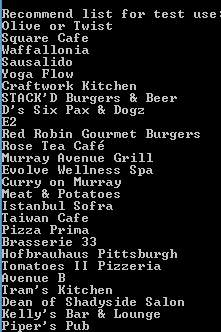 Recommend list for test use:
Olive or Twist
Square Cafe
Waffallonia
Sausalido
Yoga Flow
Craftwork Kitchen
STACK'D Burgers & Beer
D's Six Pax & Dogz
E2
Red Robin Gourmet Burgers
Rose Tea Café
Murray Avenue Grill
Evolve Wellness Spa
Curry on Murray
Meat & Potatoes
Istanbul Sofra
Taiwan Cafe
Pizza Prima
Brasserie 33
Hofbrauhaus Pittsburgh
Tomatoes II Pizzeria
Avenue B
Tram's Kitchen
Dean of Shadyside Salon
Kelly's Bar & Lounge
Piper's Pub